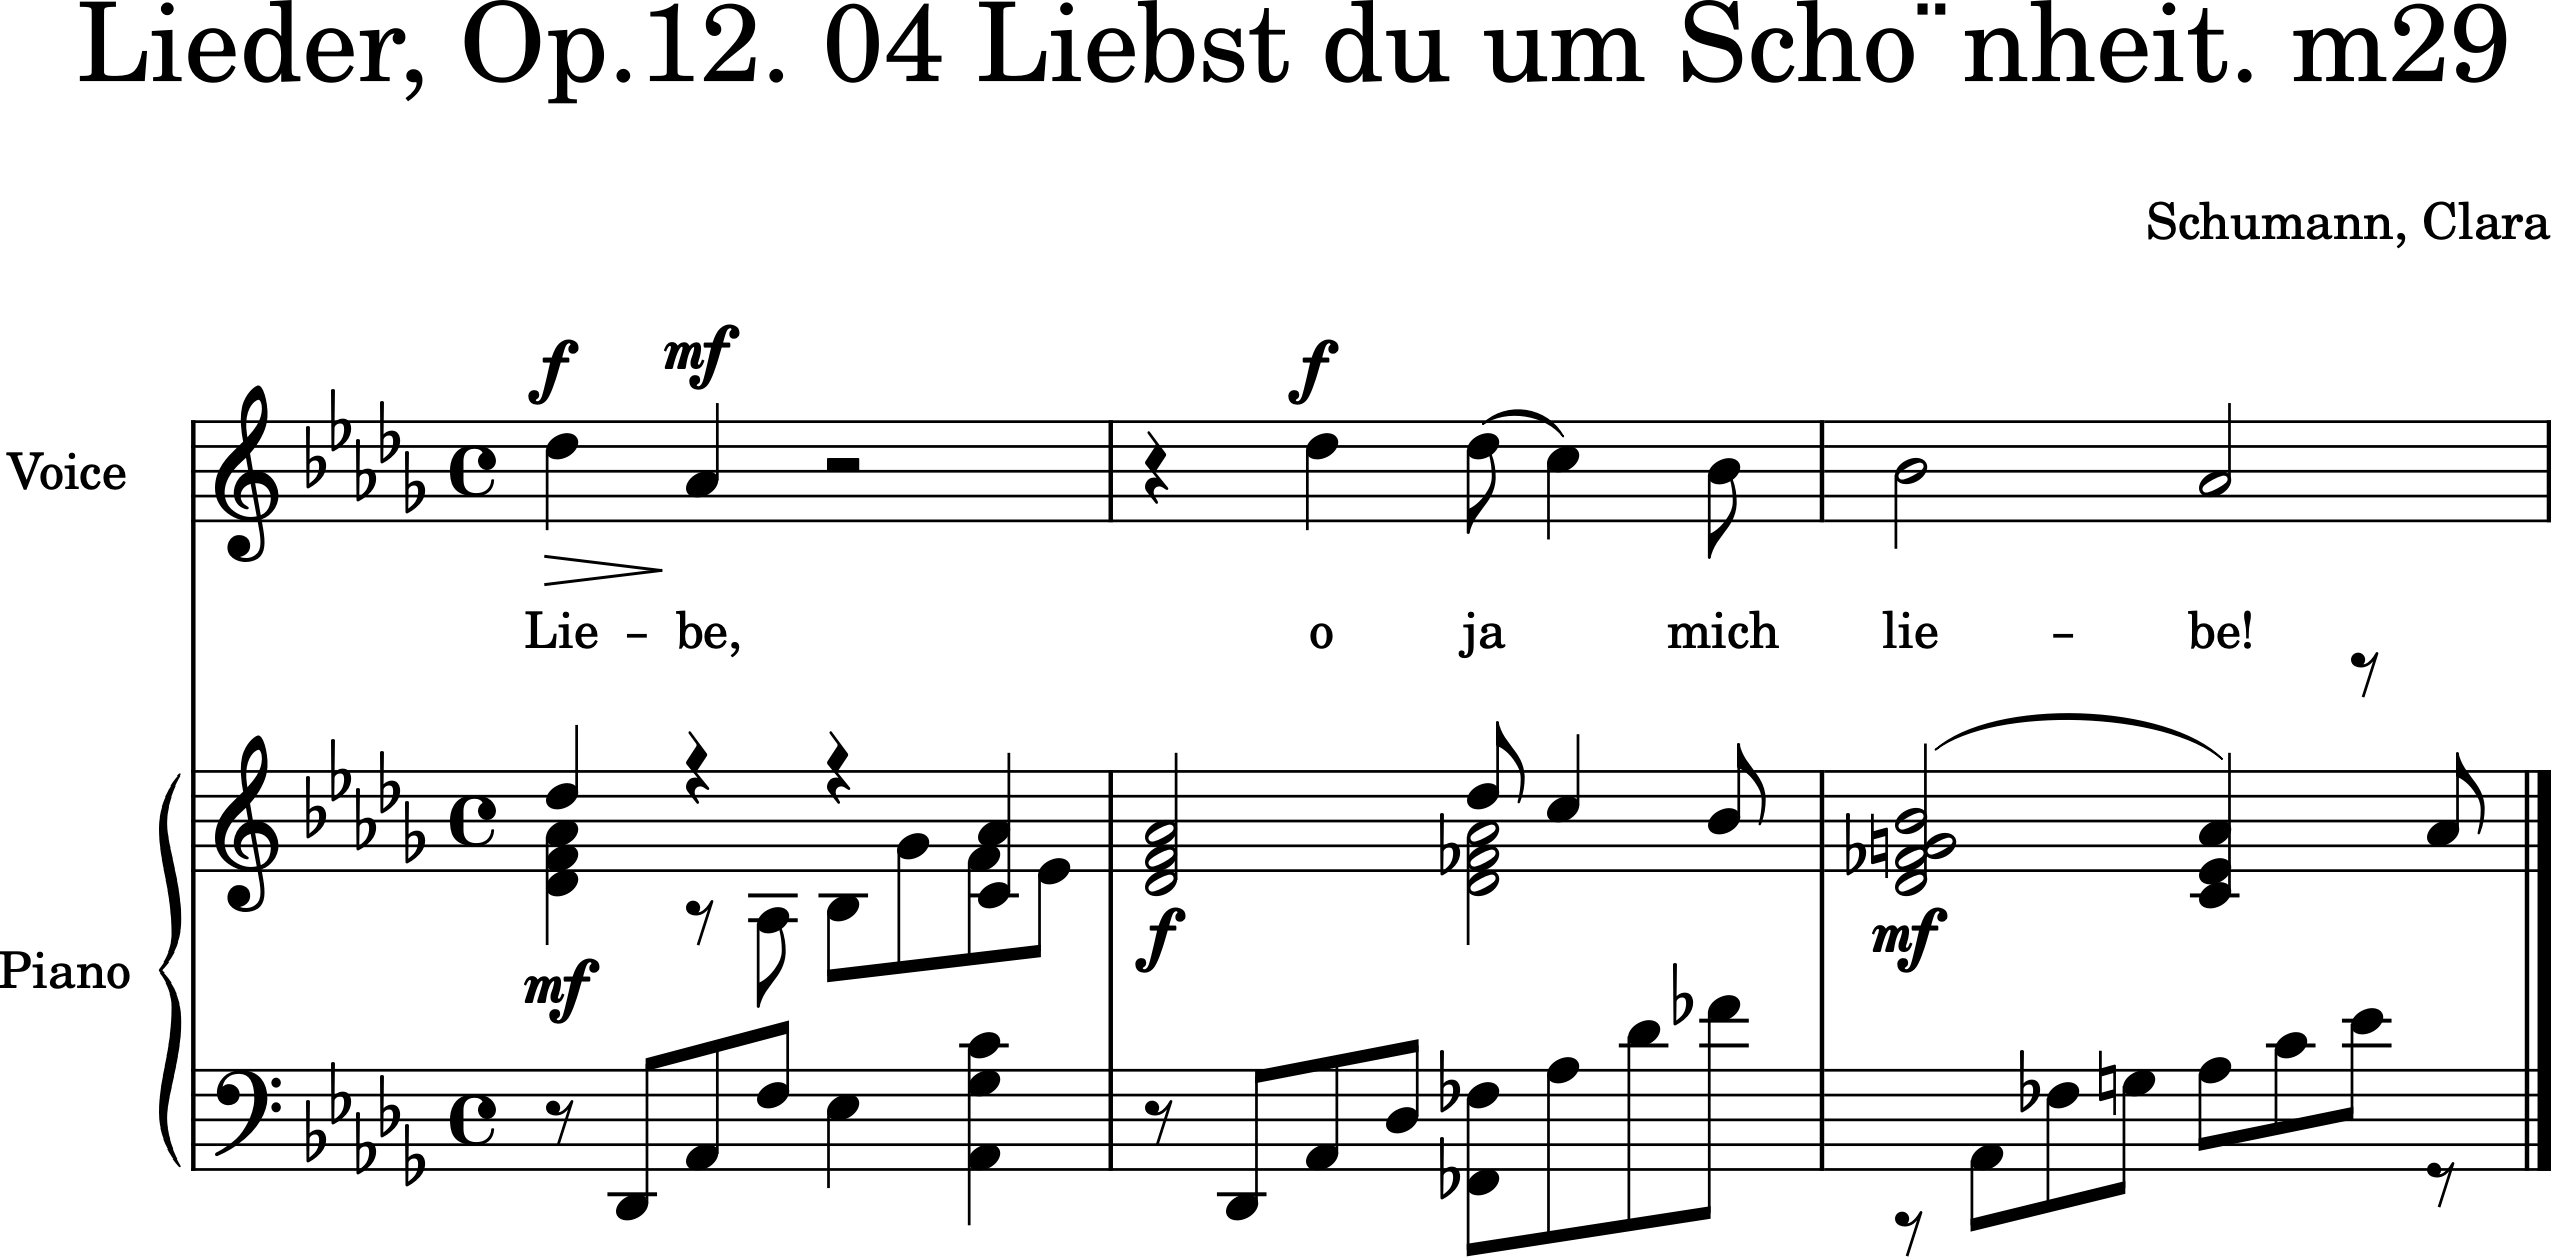 Lieder, Op.12. 04 Liebst du um Scho¨nheit. m29
Schumann, Clara
f mf f
Voice
Lie - be, o ja mich lie - be!
mf f mf
Piano